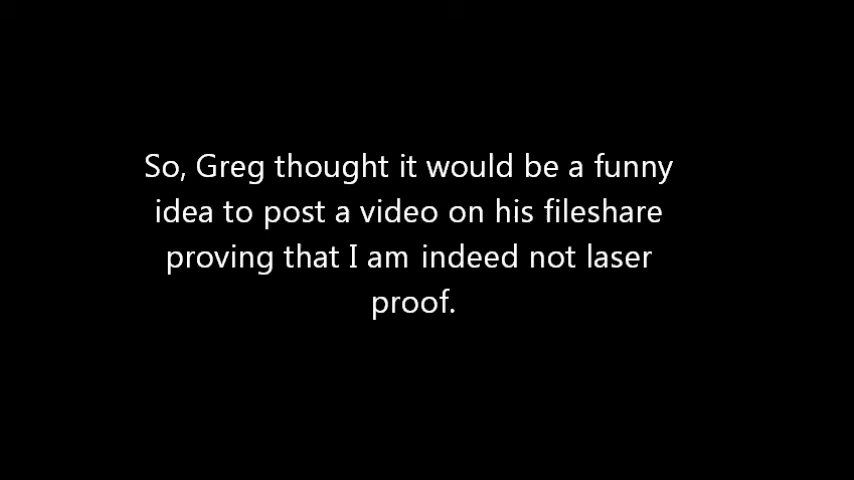 So, Greg thought it would be a funny
idea to post a video on his fileshare
proving that I am indeed not laser
proof.